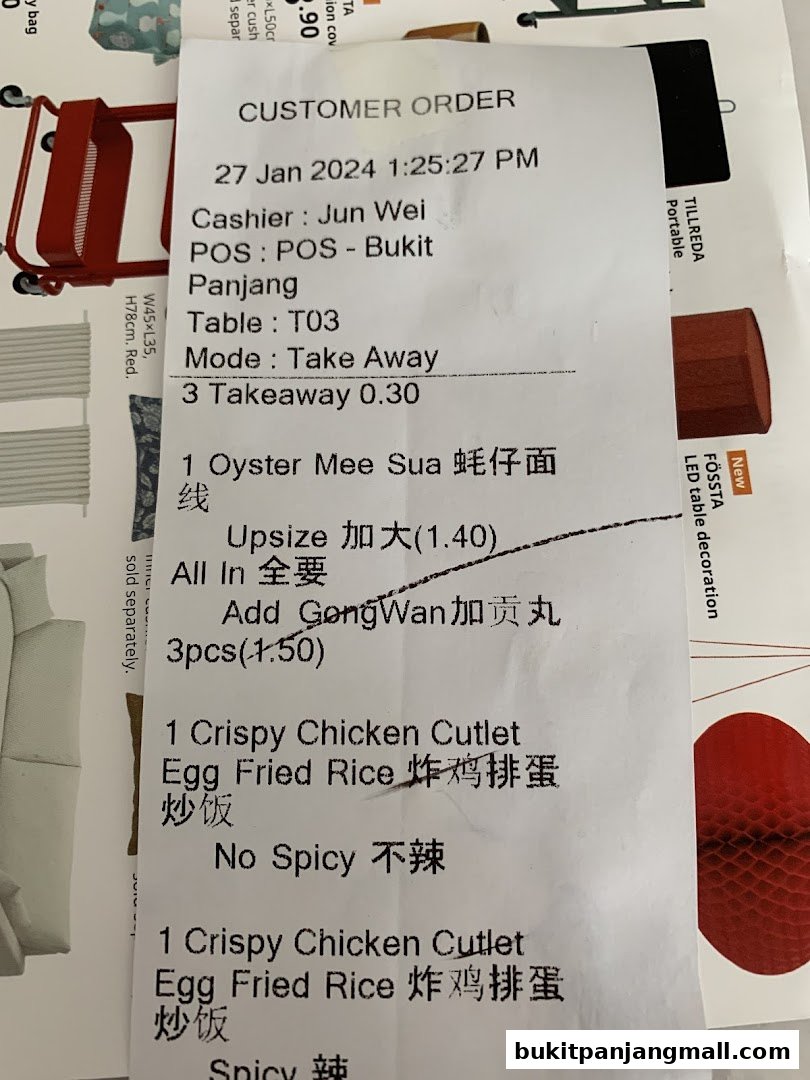 CUSTOMER ORDER
27 Jan 2024 1:25:27 PM
Cashier : Jun Wei
POS : POS - Bukit
Panjang
Table : T03
Mode : Take Away
3 Takeaway 0.30
1 Oyster Mee Sua 蚝仔面
线
Upsize 加大(1.40)
All In 全要
Add GongWan加贡丸
3pcs(1.50)
1 Crispy Chicken Cutlet
Egg Fried Rice 炸鸡排蛋
炒饭
No Spicy 不辣
1 Crispy Chicken Cutlet
Egg Fried Rice 炸鸡排蛋
炒饭
Spicy 辣
y bag
.90
TILLREDA
Portable
W45×L35,
H78cm. Red.
New
FÖSSTA
LED table decoration
sold separately.
bukitpanjangmall.com